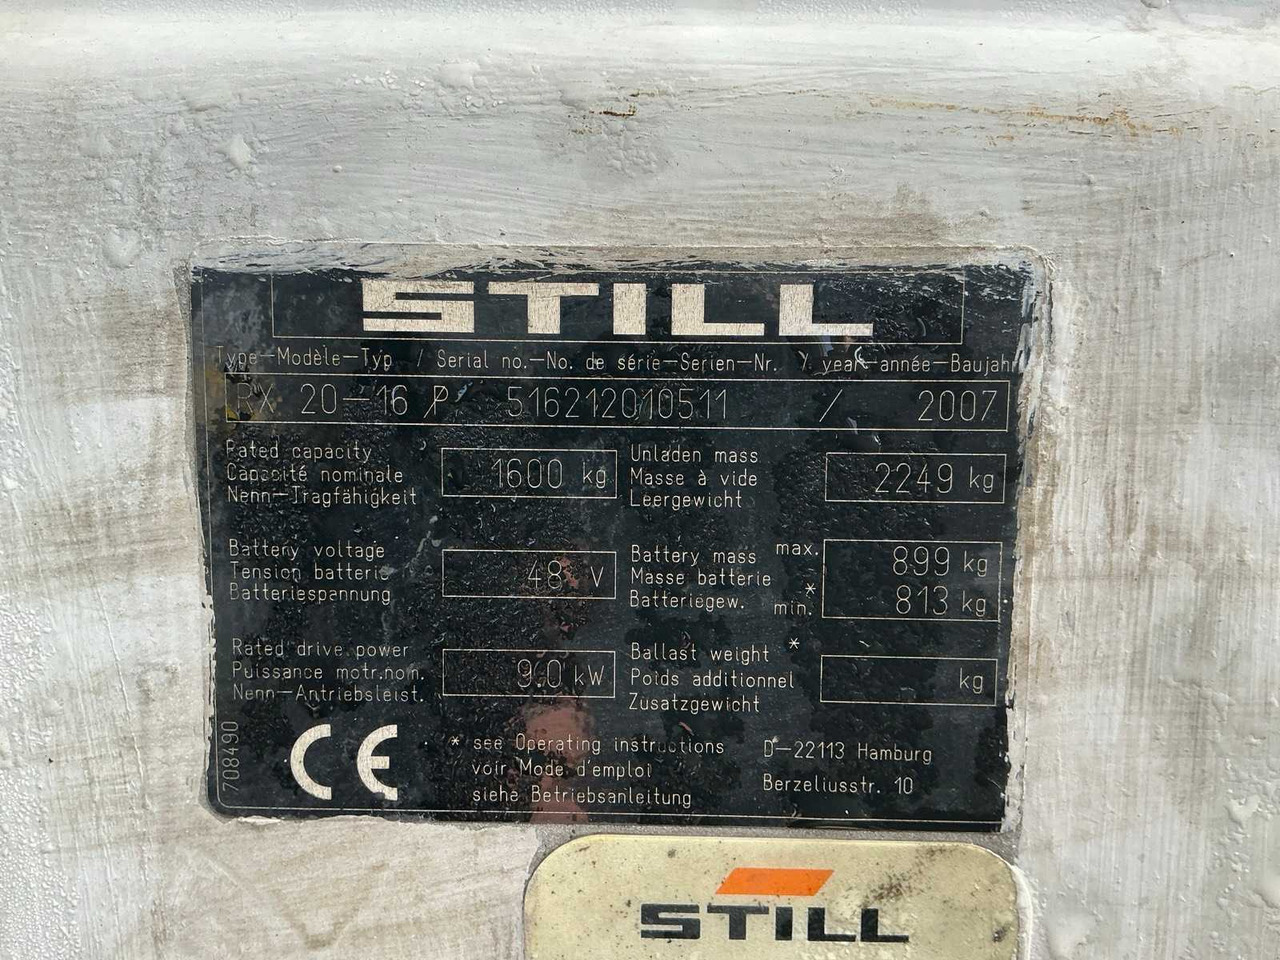 STILL
Type-Modèle-Typ / Serial no.-No. de série-Serien-Nr. / year-année-Baujahr
RX 20-16 P / 516212010511 / 2007
Rated capacity
Capacité nominale
Nenn-Tragfähigkeit
1600 kg
Unladen mass
Masse à vide
Leergewicht
2249 kg
Battery voltage
Tension batterie
Batteriespannung
48 V
Battery mass
Masse batterie
Batteriegew.
max. 899 kg
* min. 813 kg
Rated drive power
Puissance motr.nom.
Nenn-Antriebsleist.
9.0 kW
Ballast weight *
Poids additionnel
Zusatzgewicht
kg
708490
CE
* see Operating instructions
voir Mode d'emploi
siehe Betriebsanleitung
D-22113 Hamburg
Berzeliusstr. 10
STILL